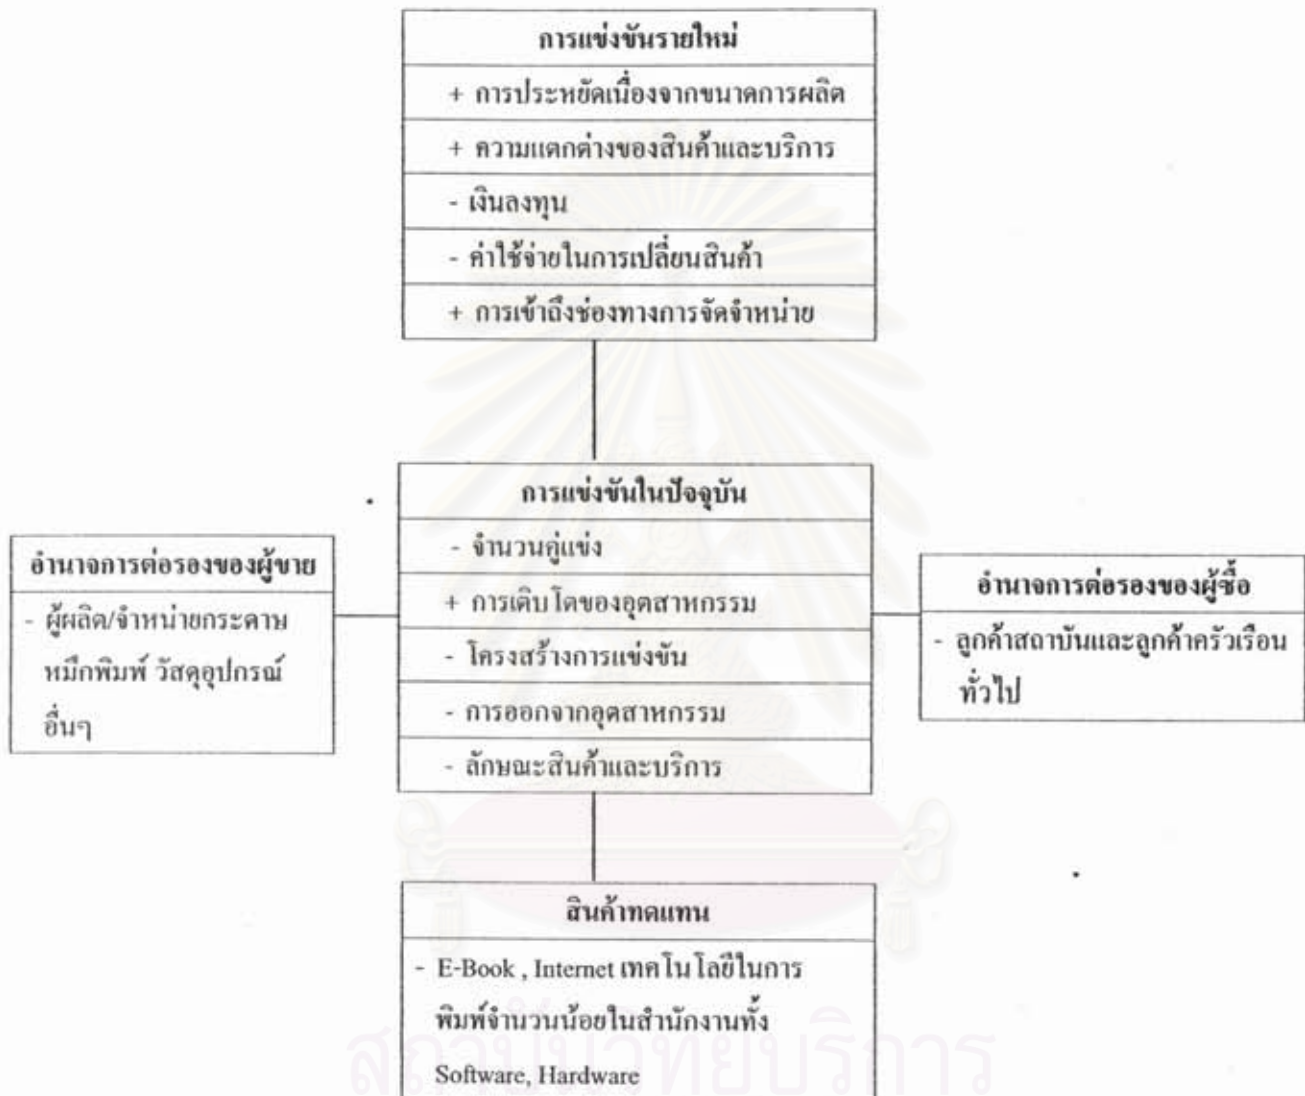 การแข่งขันรายใหม่
+ การประหยัดเนื่องจากขนาดการผลิต
+ ความแตกต่างของสินค้าและบริการ
- เงินลงทุน
- ค่าใช้จ่ายในการเปลี่ยนสินค้า
+ การเข้าถึงช่องทางการจัดจำหน่าย
การแข่งขันในปัจจุบัน
- จำนวนคู่แข่ง
+ การเติบโตของอุตสาหกรรม
- โครงสร้างการแข่งขัน
- การออกจากอุตสาหกรรม
- ลักษณะสินค้าและบริการ
อำนาจการต่อรองของผู้ขาย
- ผู้ผลิต/จำหน่ายกระดาษ
หมึกพิมพ์ วัสดุอุปกรณ์
อื่นๆ
อำนาจการต่อรองของผู้ซื้อ
- ลูกค้าสถาบันและลูกค้าครัวเรือน
ทั่วไป
สินค้าทดแทน
- E-Book , Internet เทคโนโลยีในการ
พิมพ์จำนวนน้อยในสำนักงานทั้ง
Software, Hardware
สถาบันวิทยบริการ